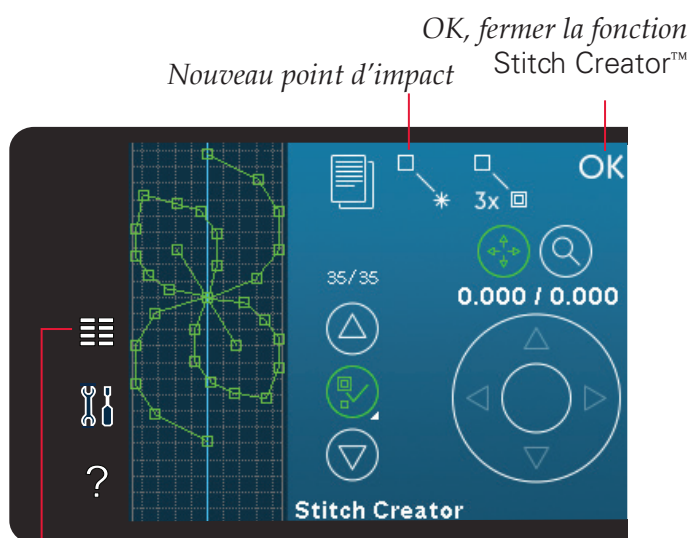 OK, fermer la fonction
Stitch Creator™
Nouveau point d'impact
OK
3x
35/35
0.000 / 0.000
?
Stitch Creator